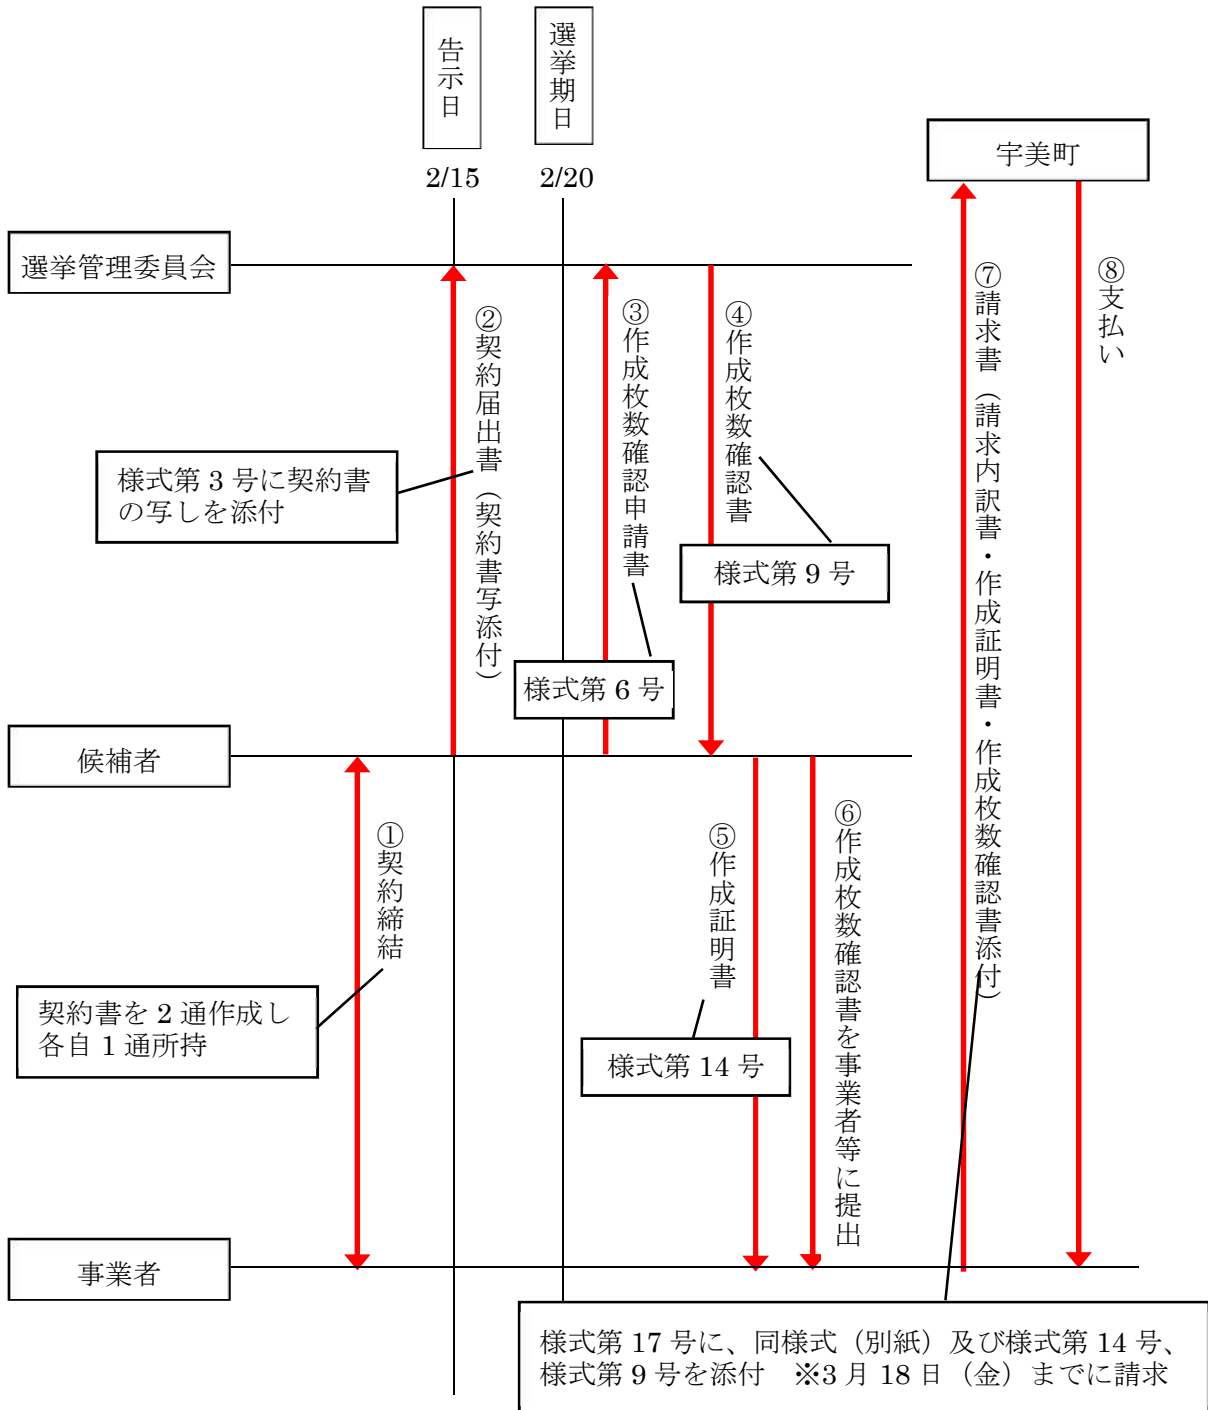 告示日
選挙期日
2/15
2/20
宇美町
選挙管理委員会
②契約届出書（契約書写添付）
③作成枚数確認申請書
④作成枚数確認書
⑦請求書（請求内訳書・作成証明書・作成枚数確認書添付）
⑧支払い
様式第 3 号に契約書
の写しを添付
様式第 9 号
様式第 6 号
候補者
①契約締結
⑤作成証明書
⑥作成枚数確認書を事業者等に提出
契約書を 2 通作成し
各自 1 通所持
様式第 14 号
事業者
様式第 17 号に、同様式（別紙）及び様式第 14 号、
様式第 9 号を添付　※3 月 18 日（金）までに請求